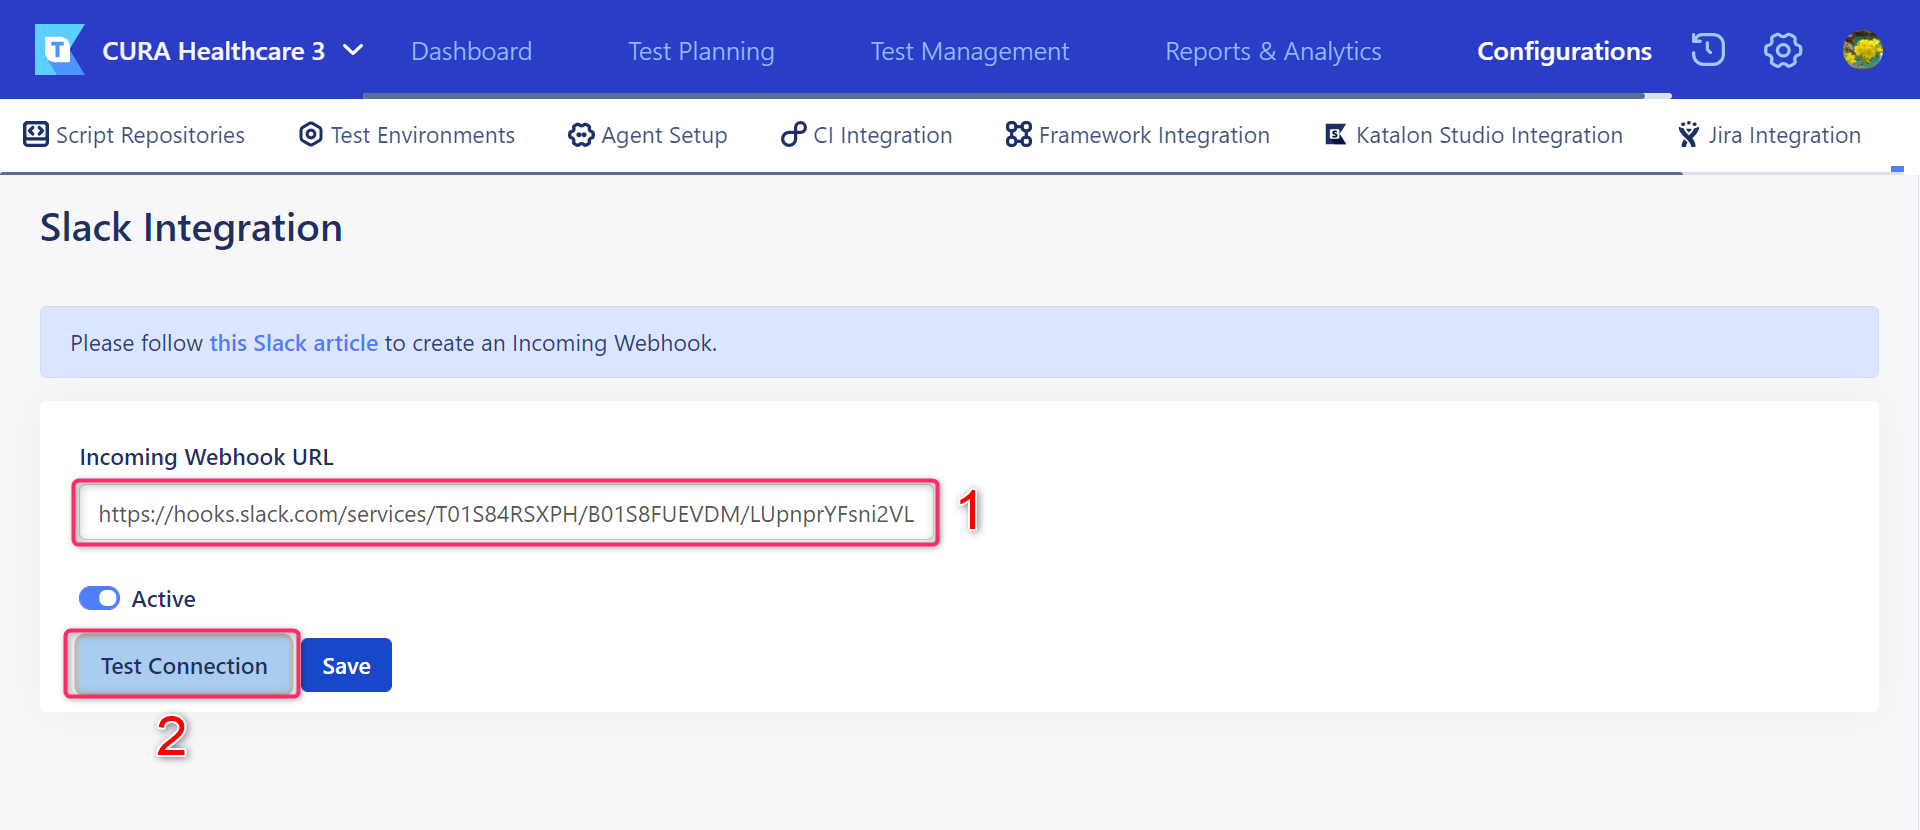 T
CURA Healthcare 3 Dashboard Test Planning Test Management Reports & Analytics Configurations
Script Repositories Test Environments Agent Setup CI Integration Framework Integration Katalon Studio Integration Jira Integration
Slack Integration
Please follow this Slack article to create an Incoming Webhook.
Incoming Webhook URL
https://hooks.slack.com/services/T01S84RSXPH/B01S8FUEVDM/LUpnprYFsni2VL
1
Active
Test Connection Save
2